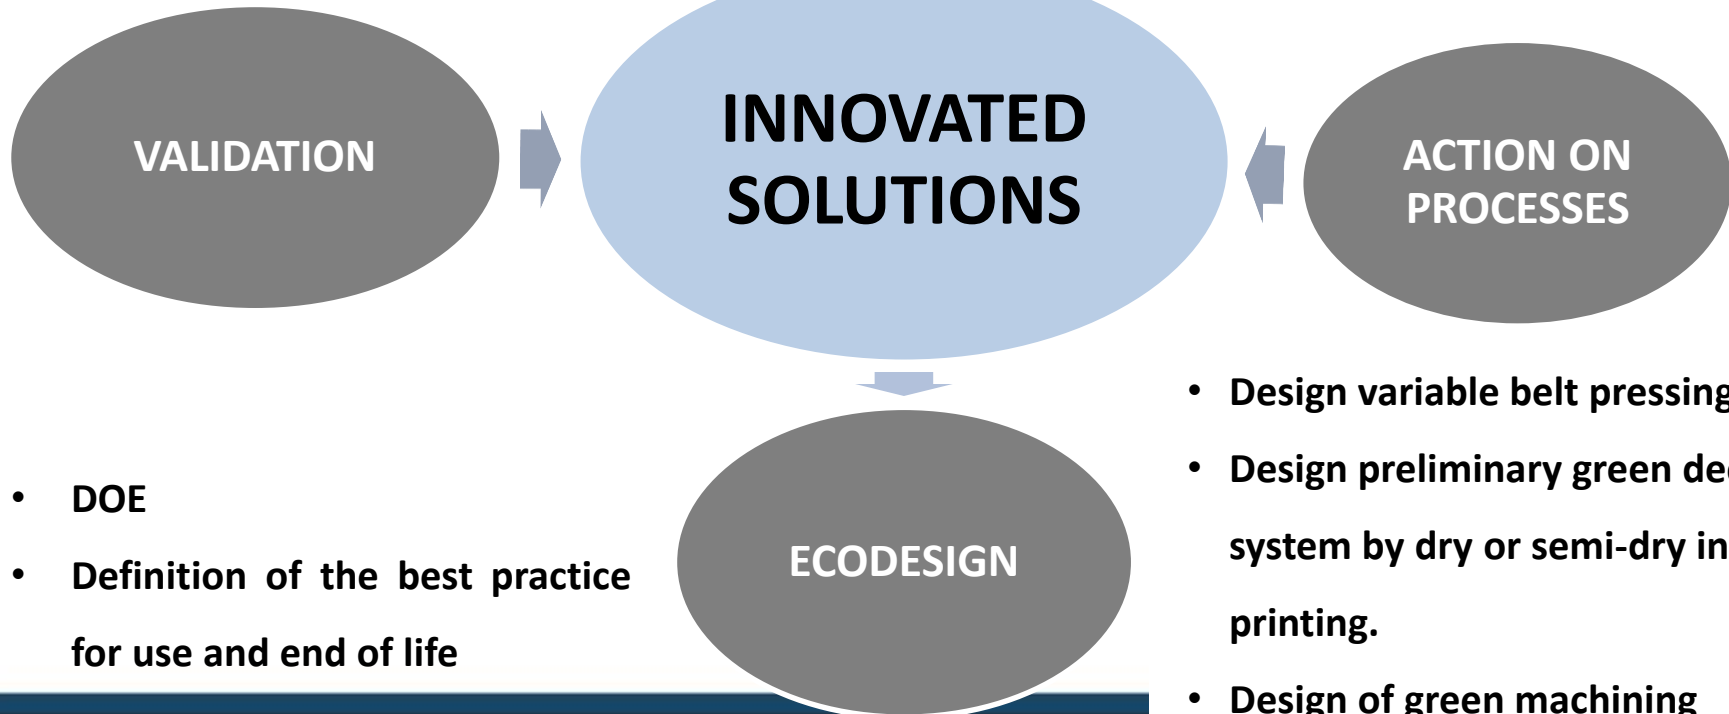 VALIDATION
INNOVATED
SOLUTIONS
ACTION ON
PROCESSES
• DOE
• Definition of the best practice
for use and end of life
ECODESIGN
• Design variable belt pressing
• Design preliminary green
system by dry or semi-dry
printing.
• Design of green machining